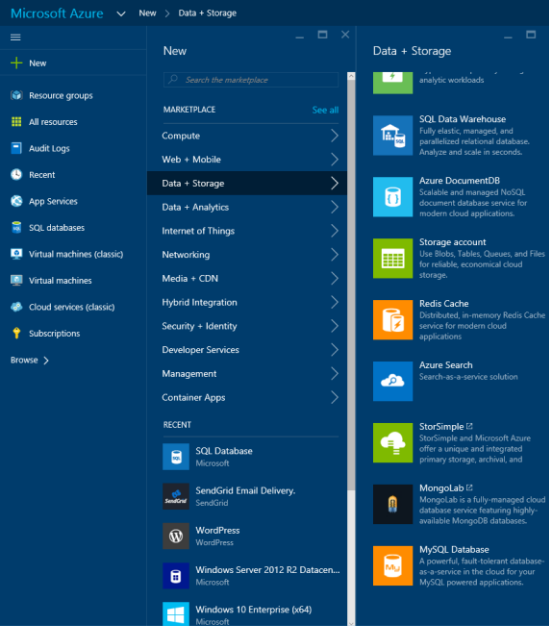 Microsoft Azure New > Data + Storage
New
Resource groups
All resources
Audit Logs
Recent
App Services
SQL databases
Virtual machines (classic)
Virtual machines
Cloud services (classic)
Subscriptions
Browse >
New
Search the marketplace
MARKETPLACE See all
Compute
Web + Mobile
Data + Storage
Data + Analytics
Internet of Things
Networking
Media + CDN
Hybrid Integration
Security + Identity
Developer Services
Management
Container Apps
RECENT
SQL Database
Microsoft
SendGrid Email Delivery.
SendGrid
WordPress
WordPress
Windows Server 2012 R2 Datacen...
Microsoft
Windows 10 Enterprise (x64)
Microsoft
Data + Storage
analytic workloads
SQL Data Warehouse
Fully elastic, managed, and
parallelized relational database.
Analyze and scale in seconds.
Azure DocumentDB
Scalable and managed NoSQL
document database service for
modern cloud applications.
Storage account
Use Blobs, Tables, Queues, and Files
for reliable, economical cloud
storage.
Redis Cache
Distributed, in-memory Redis Cache
service for modern cloud
applications
Azure Search
Search-as-a-service solution
StorSimple
StorSimple and Microsoft Azure
offer a unique and integrated
primary storage, archival, and
MongoLab
MongoLab is a fully-managed cloud
database service featuring highly-
available MongoDB databases.
MySQL Database
A powerful, fault-tolerant database-
as-a-service in the cloud for your
MySQL powered applications.